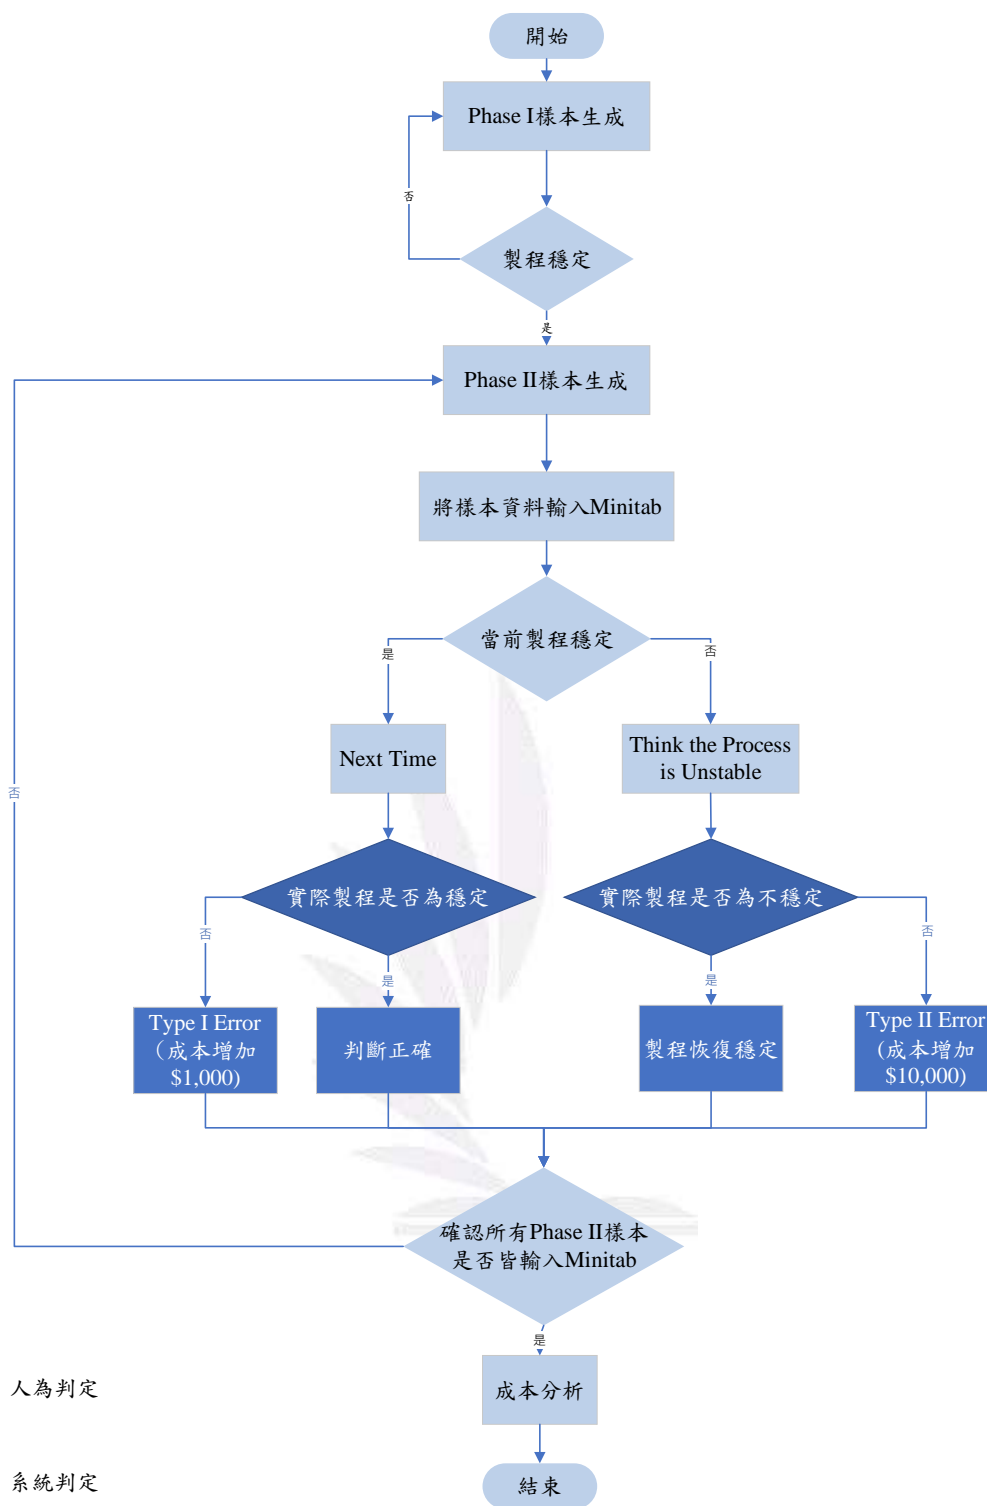 開始
Phase I樣本生成
否
製程穩定
是
Phase II樣本生成
將樣本資料輸入Minitab
當前製程穩定
是
否
Next Time
Think the Process
is Unstable
否
實際製程是否為穩定
實際製程是否為不穩定
否
是
是
否
Type I Error
（成本增加
$1,000)
判斷正確
製程恢復穩定
Type II Error
(成本增加
$10,000)
確認所有Phase II樣本
是否皆輸入Minitab
是
人為判定
成本分析
系統判定
結束